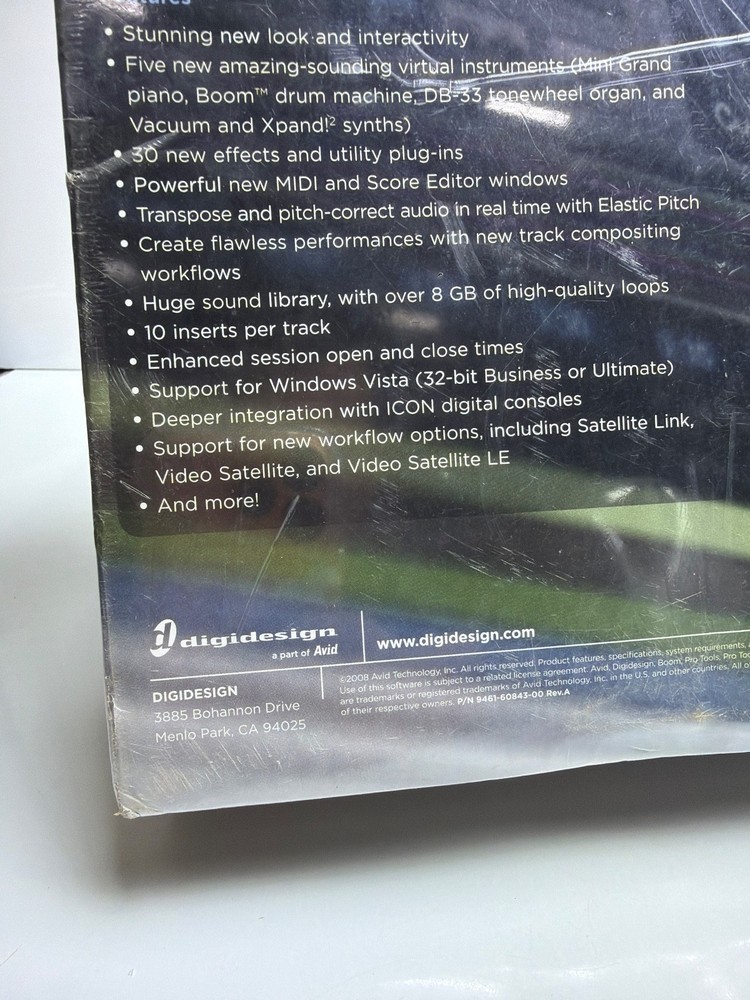 • Stunning new look and interactivity
• Five new amazing-sounding virtual instruments (Mini Grand
piano, Boom™ drum machine, DB-33 tonewheel organ, and
Vacuum and Xpand!² synths)
• 30 new effects and utility plug-ins
• Powerful new MIDI and Score Editor windows
• Transpose and pitch-correct audio in real time with Elastic Pitch
• Create flawless performances with new track compositing
workflows
• Huge sound library, with over 8 GB of high-quality loops
• 10 inserts per track
• Enhanced session open and close times
• Support for Windows Vista (32-bit Business or Ultimate)
• Deeper integration with ICON digital consoles
• Support for new workflow options, including Satellite Link,
Video Satellite, and Video Satellite LE
• And more!
digidesign
a part of Avid
www.digidesign.com
DIGIDESIGN
3885 Bohannon Drive
Menlo Park, CA 94025
©2008 Avid Technology, Inc. All rights reserved. Product features, specifications, system requirements,
Use of this software is subject to a related license agreement. Avid, Digidesign, Boom, Pro Tools, Pro
are trademarks or registered trademarks of Avid Technology, Inc. in the U.S. and other countries. All
of their respective owners. P/N 9461-60843-00 Rev.A